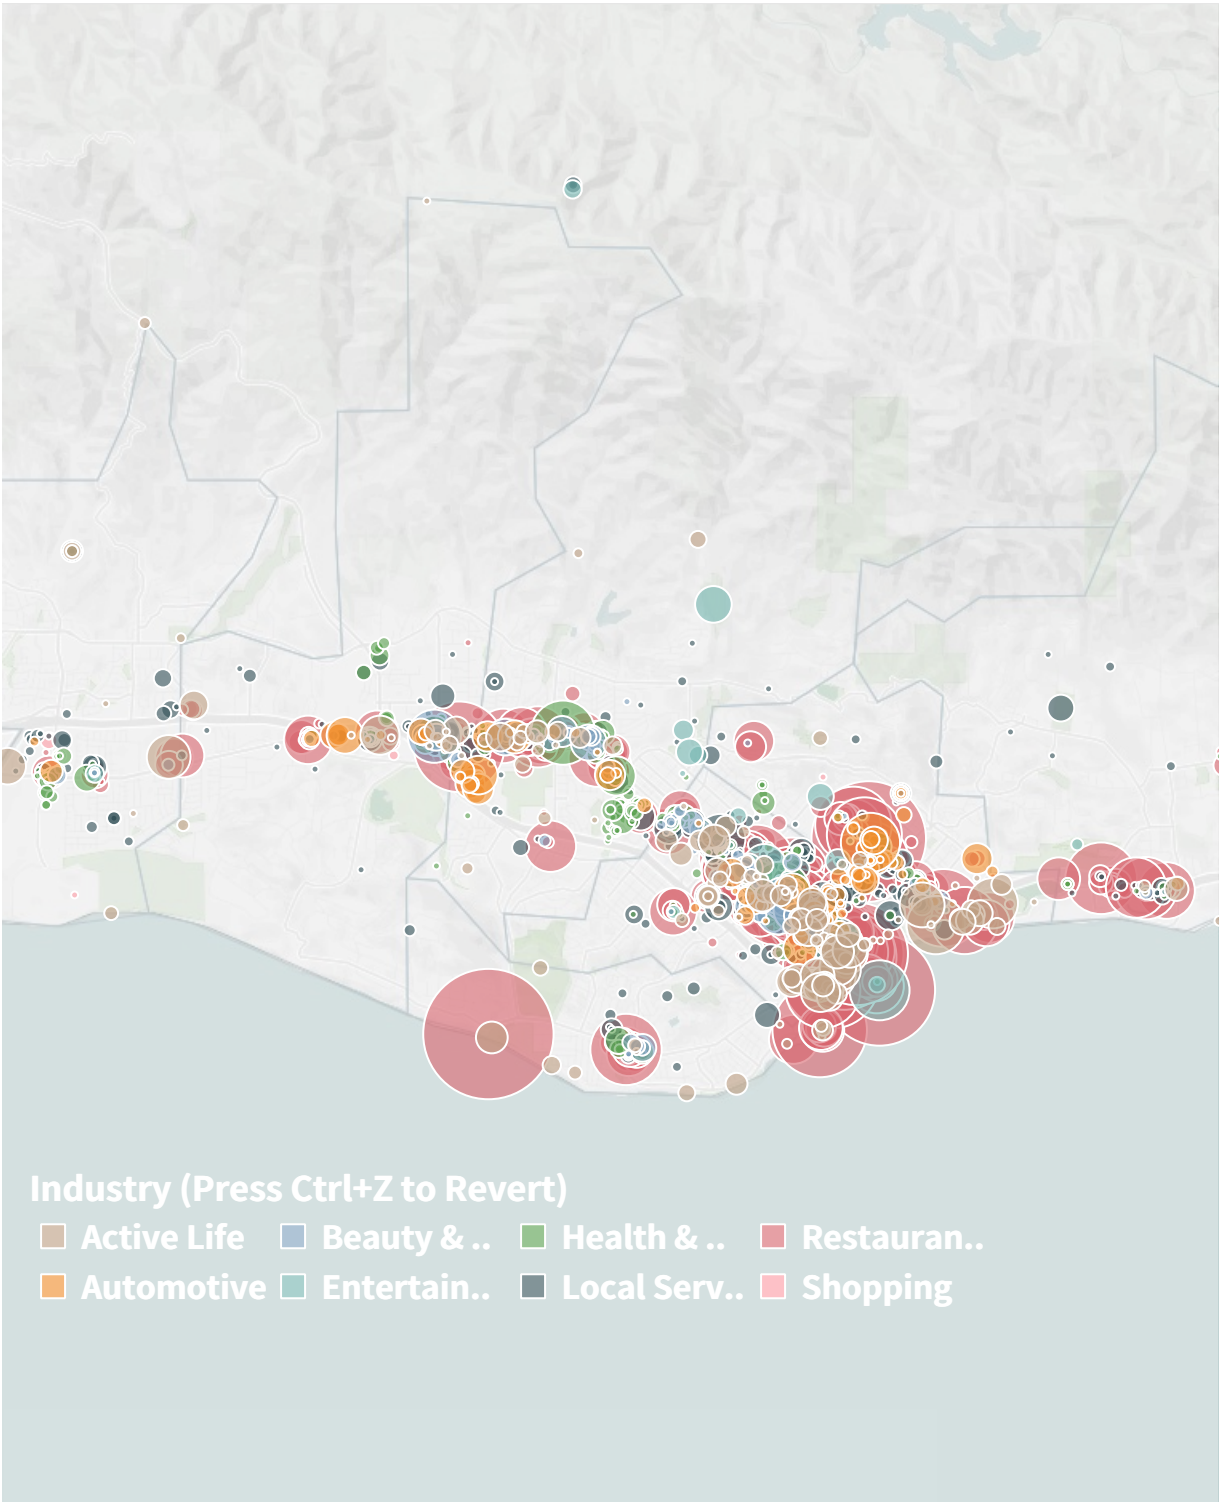 Industry (Press Ctrl+Z to Revert)
Active Life Beauty & .. Health & .. Restauran..
Automotive Entertain.. Local Serv.. Shopping